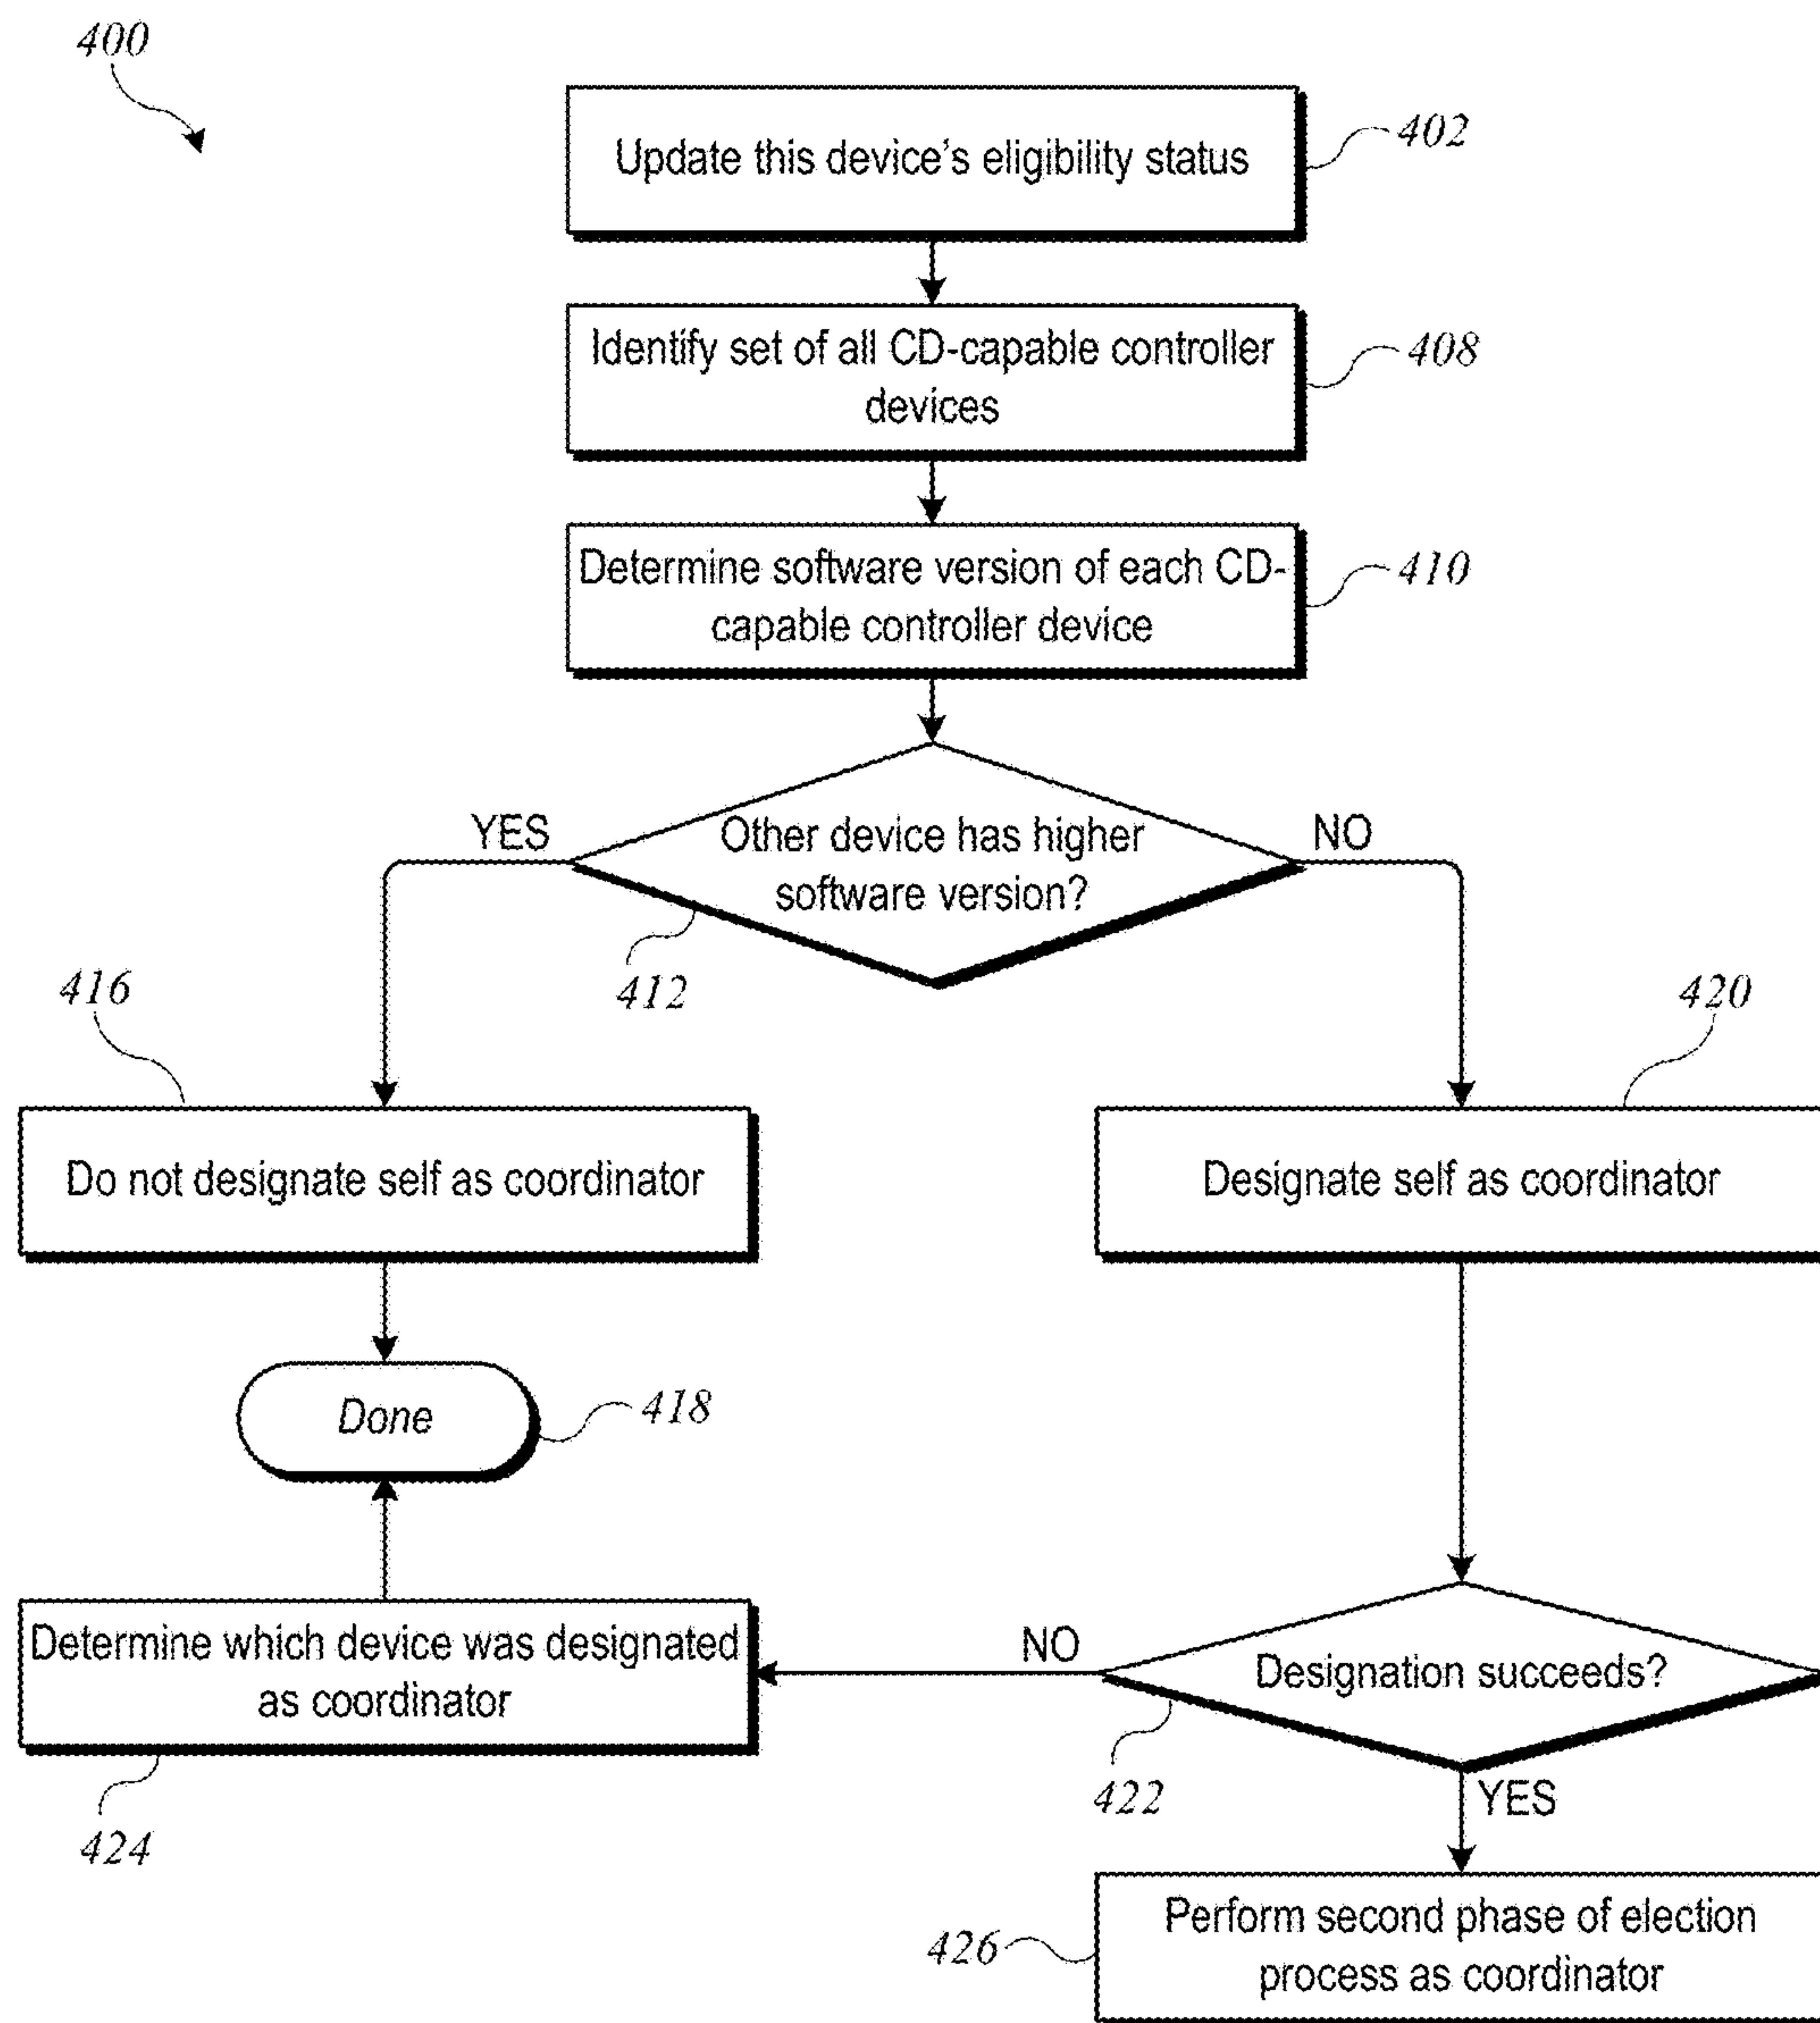 400
Update this device's eligibility status
402
Identify set of all CD-capable controller
devices
408
Determine software version of each CD-
capable controller device
410
YES
Other device has higher
software version?
NO
412
416
420
Do not designate self as coordinator
Designate self as coordinator
Done
418
Determine which device was designated
as coordinator
NO
Designation succeeds?
422
YES
424
Perform second phase of election
process as coordinator
426